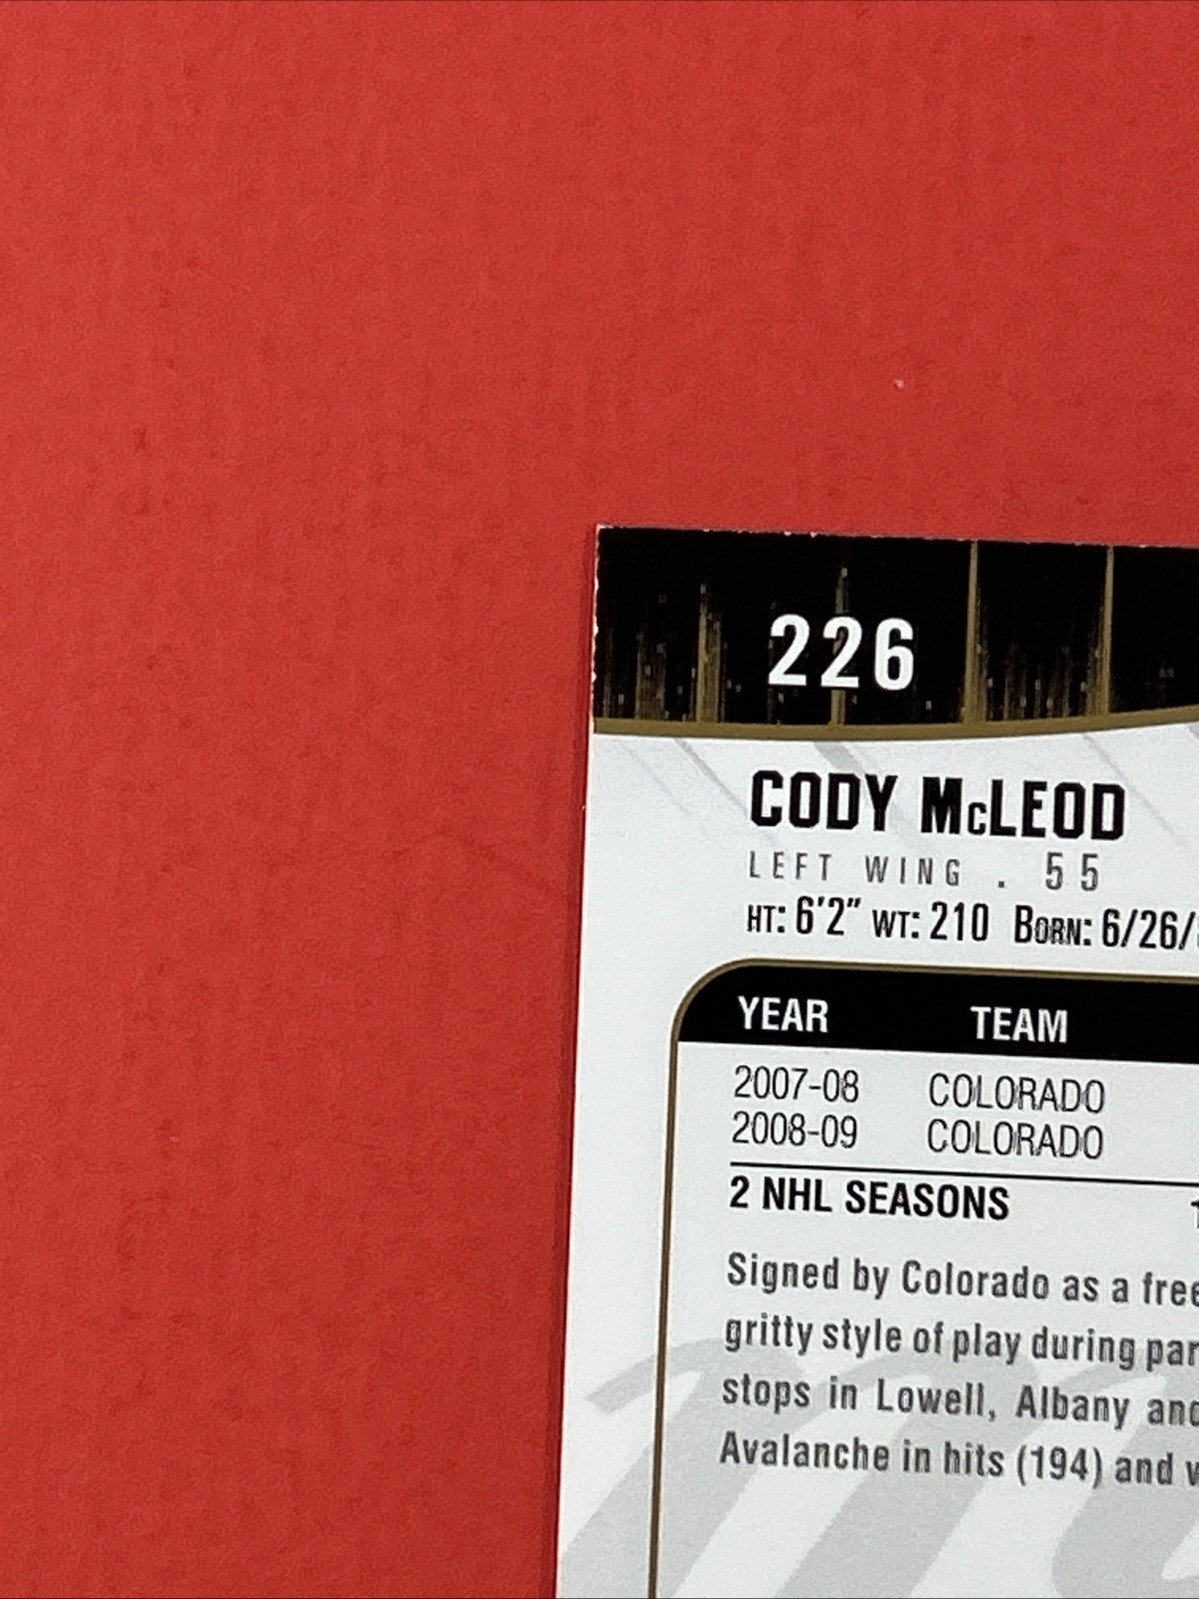 226
CODY McLEOD
LEFT WING . 55
HT: 6'2" WT: 210 BORN: 6/26/
YEAR TEAM
2007-08 COLORADO
2008-09 COLORADO
2 NHL SEASONS
Signed by Colorado as a free
gritty style of play during
stops in Lowell, Albany and
Avalanche in hits (194) and